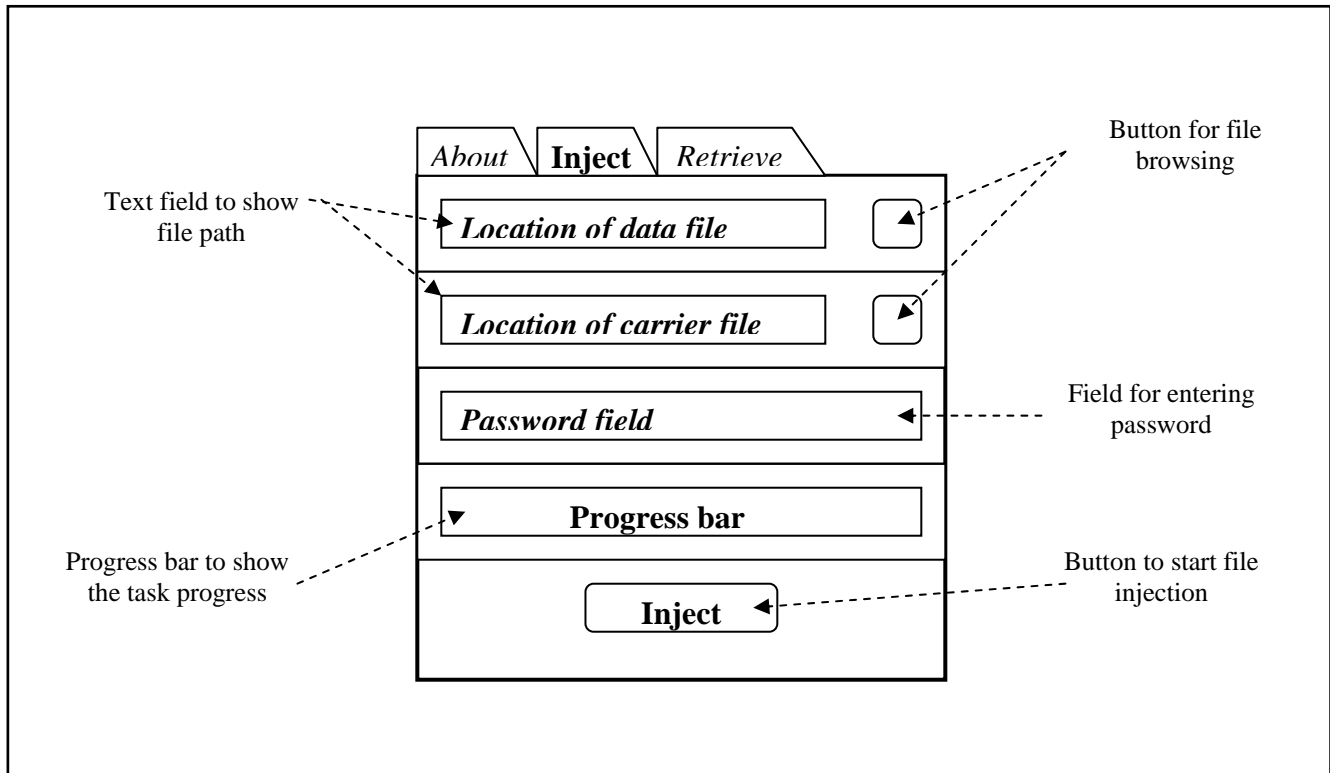 About Inject Retrieve
Button for file
browsing
Text field to show
file path
Location of data file
Location of carrier file
Password field
Field for entering
password
Progress bar
Progress bar to show
the task progress
Button to start file
injection
Inject